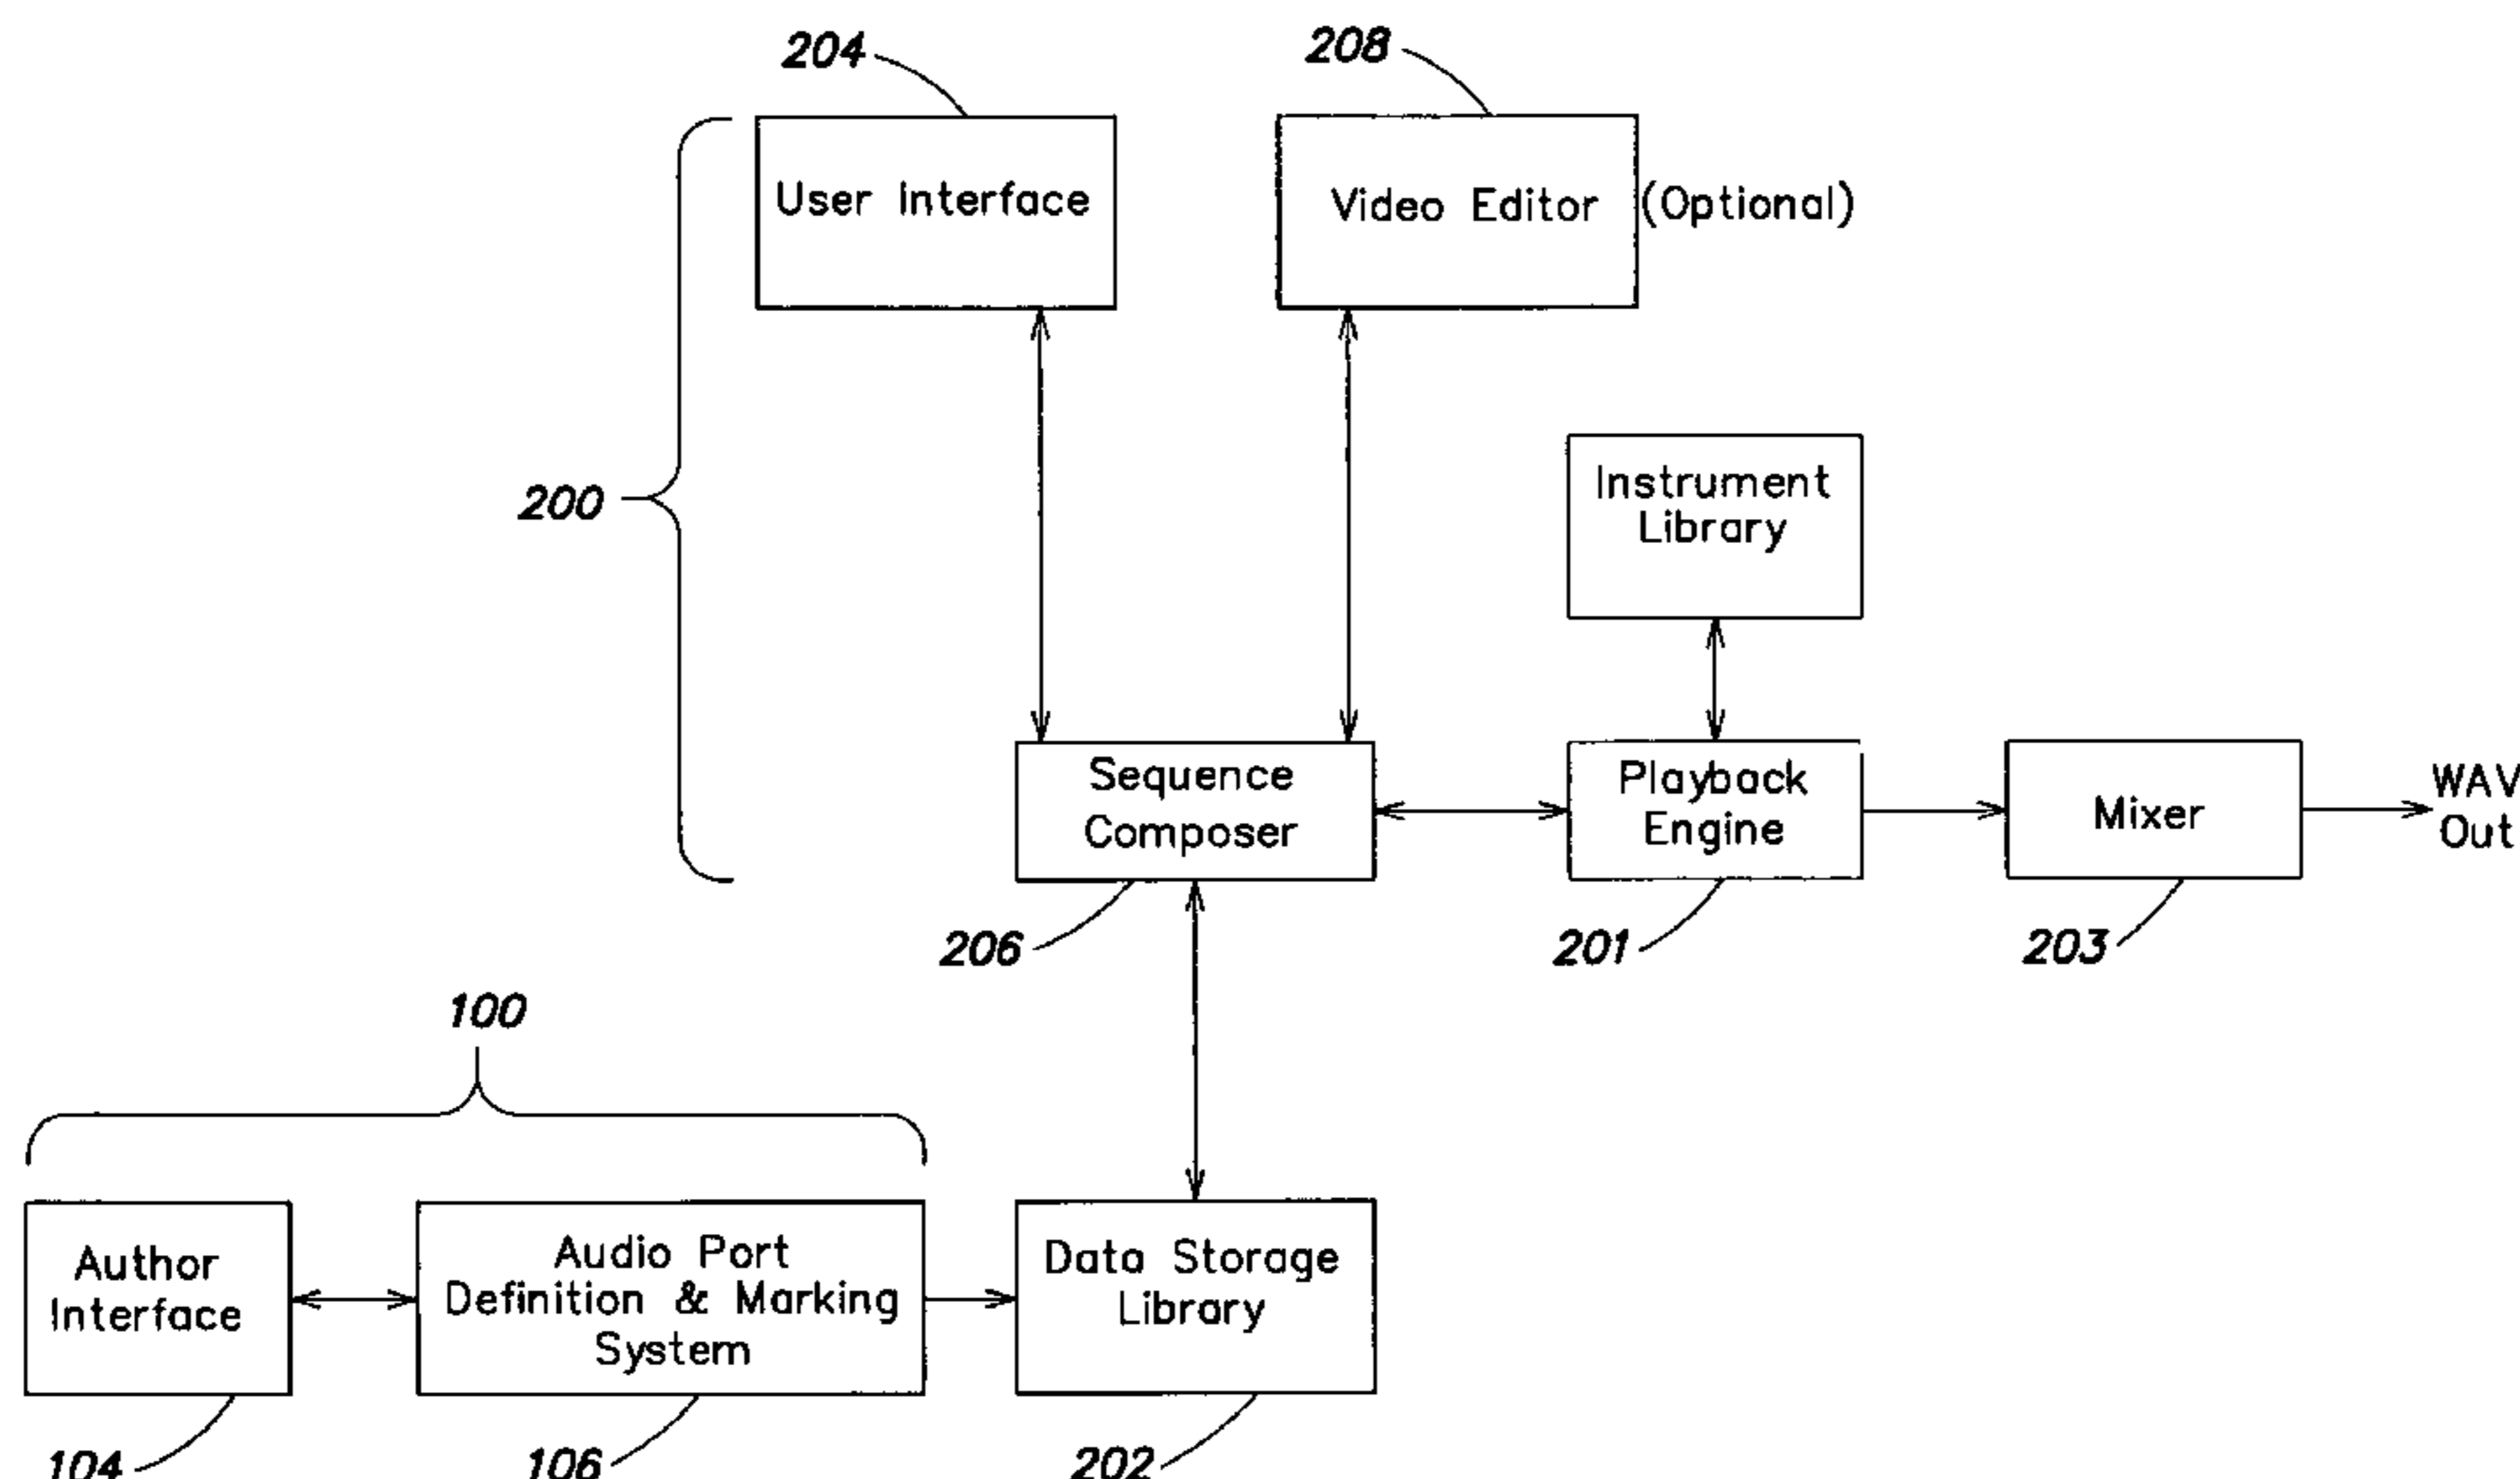 204
208
User Interface
Video Editor
(Optional)
200
Instrument
Library
Sequence
Composer
Playback
Engine
Mixer
WAV
Out
206
201
203
100
Author
Interface
Audio Port
Definition & Marking
System
Data Storage
Library
104
106
202